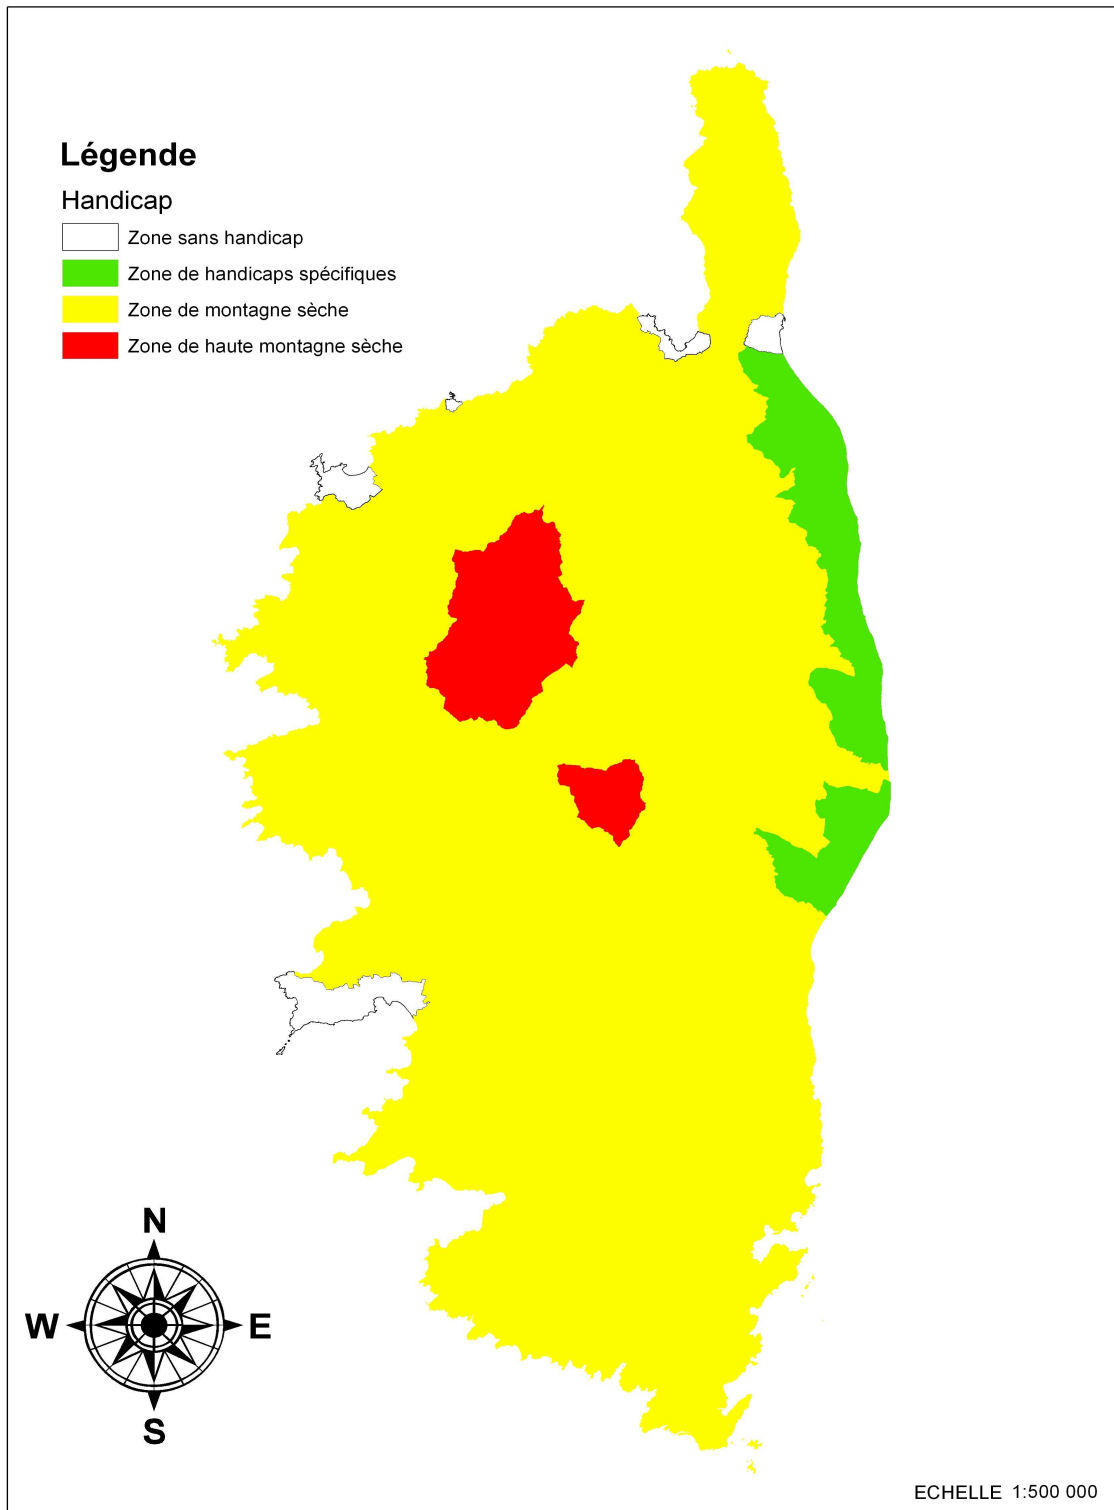 Légende
Handicap
Zone sans handicap
Zone de handicaps spécifiques
Zone de montagne sèche
Zone de haute montagne sèche
N
W E
S
ECHELLE 1:500 000